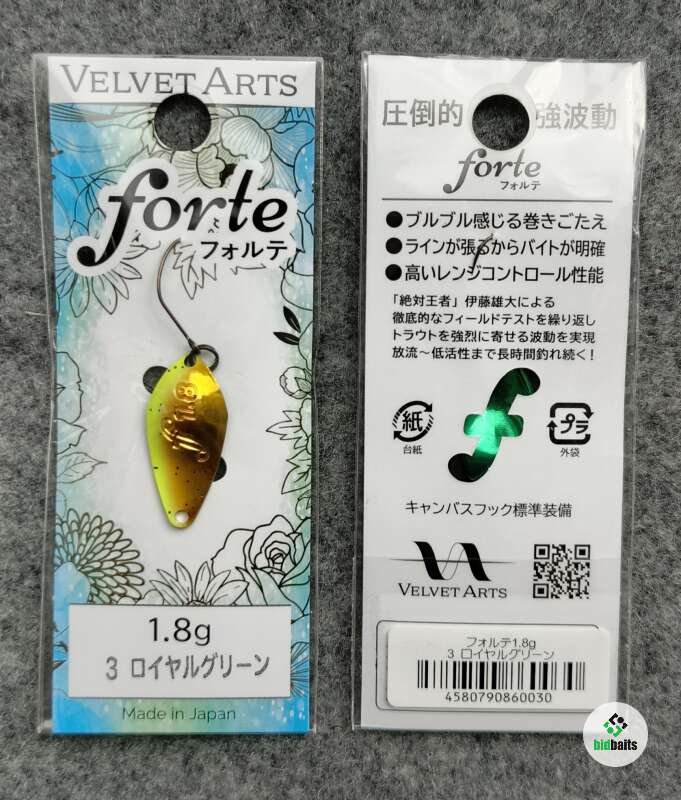 VELVET ARTS
forte
フォルテ
ff 1.8
1.8g
3 ロイヤルグリーン
Made in Japan
圧倒的 強波動
forte
フォルテ
●ブルブル感じる巻きごたえ
●ラインが張るからバイトが明確
●高いレンジコントロール性能
「絶対王者」伊藤雄大による
徹底的なフィールドテストを繰り返し
トラウトを強烈に寄せる波動を実現
放流～低活性まで長時間釣れ続く!
f
紙
台紙
プラ
外袋
キャンバスフック標準装備
VELVET ARTS
フォルテ1.8g
3 ロイヤルグリーン
4580790860030
bidbaits